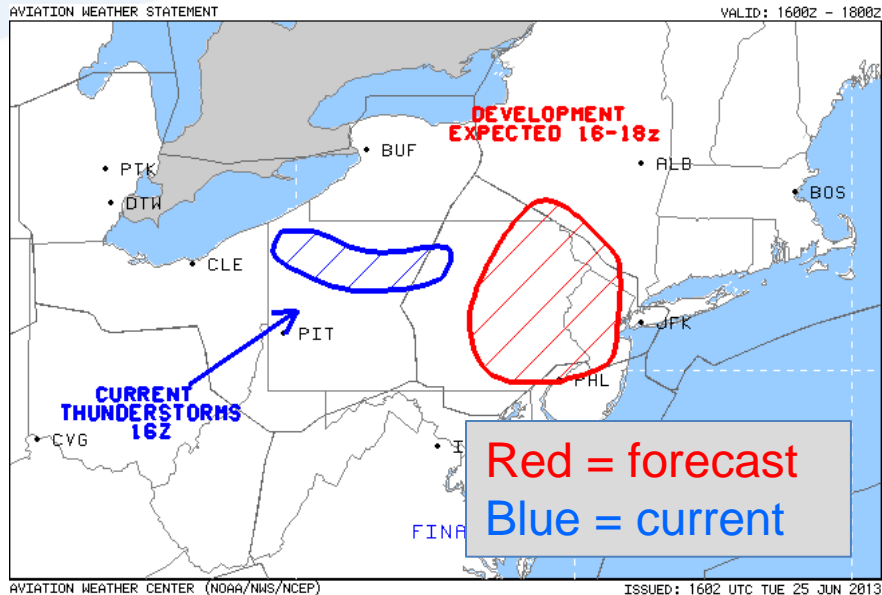 AVIATION WEATHER STATEMENT
VALID: 1600Z - 1800Z
DEVELOPMENT
EXPECTED 16-18z
BUF
PTK
ALB
DTW
BOS
CLE
JFK
PIT
PHL
CURRENT
THUNDERSTORMS
16Z
CVG
Red = forecast
Blue = current
AVIATION WEATHER CENTER (NOAA/NWS/NCEP)
ISSUED: 1602 UTC TUE 25 JUN 2013